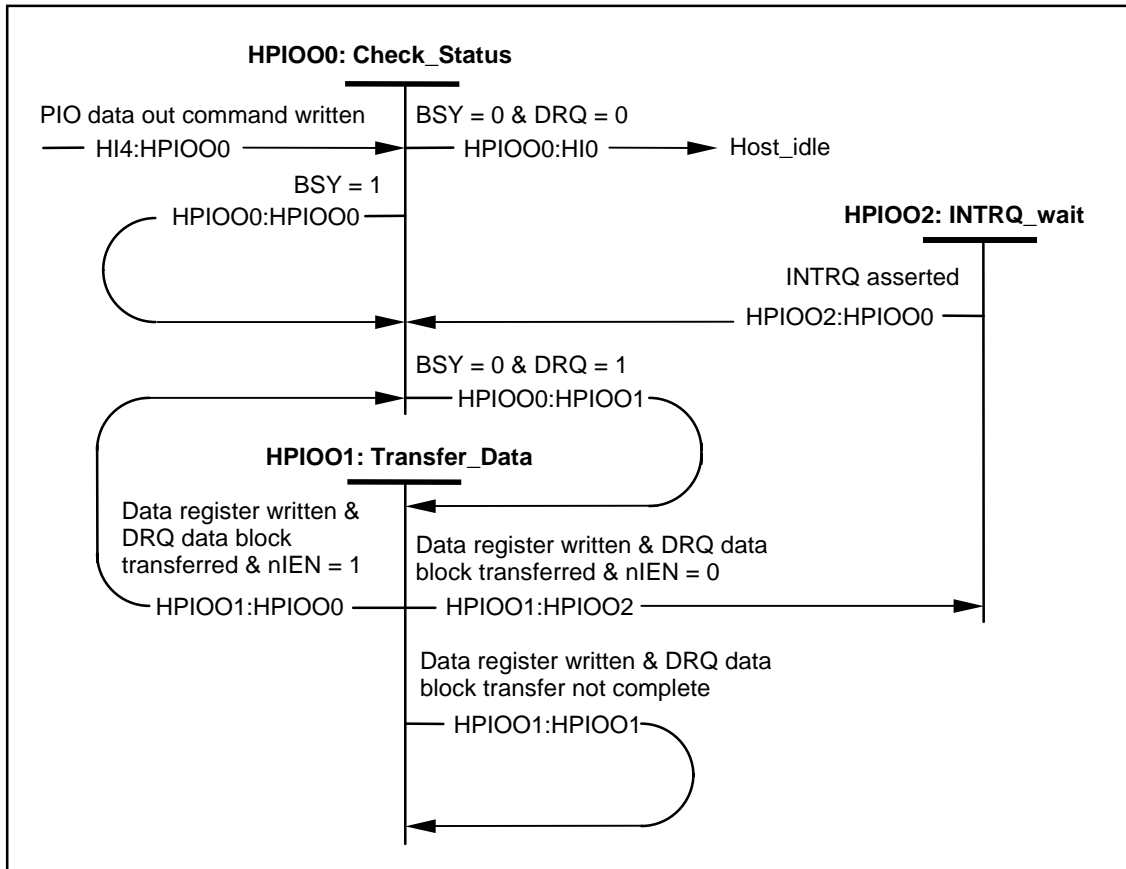 HPIOO0: Check_Status
PIO data out command written
BSY = 0 & DRQ = 0
HI4:HPIOO0
HPIOO0:HI0
Host_idle
BSY = 1
HPIOO0:HPIOO0
HPIOO2: INTRQ_wait
INTRQ asserted
HPIOO2:HPIOO0
BSY = 0 & DRQ = 1
HPIOO0:HPIOO1
HPIOO1: Transfer_Data
Data register written &
DRQ data block
transferred & nIEN = 1
Data register written & DRQ data
block transferred & nIEN = 0
HPIOO1:HPIOO0
HPIOO1:HPIOO2
Data register written & DRQ data
block transfer not complete
HPIOO1:HPIOO1